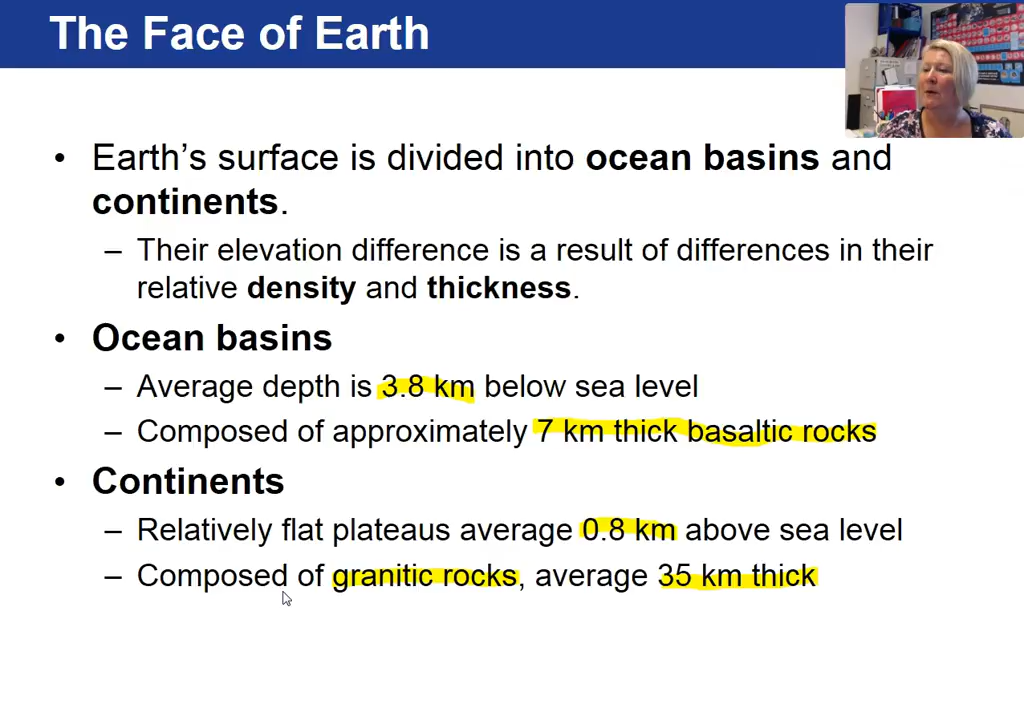 The Face of Earth
• Earth's surface is divided into ocean basins and
continents.
– Their elevation difference is a result of differences in their
relative density and thickness.
• Ocean basins
– Average depth is 3.8 km below sea level
– Composed of approximately 7 km thick basaltic rocks
• Continents
– Relatively flat plateaus average 0.8 km above sea level
– Composed of granitic rocks, average 35 km thick